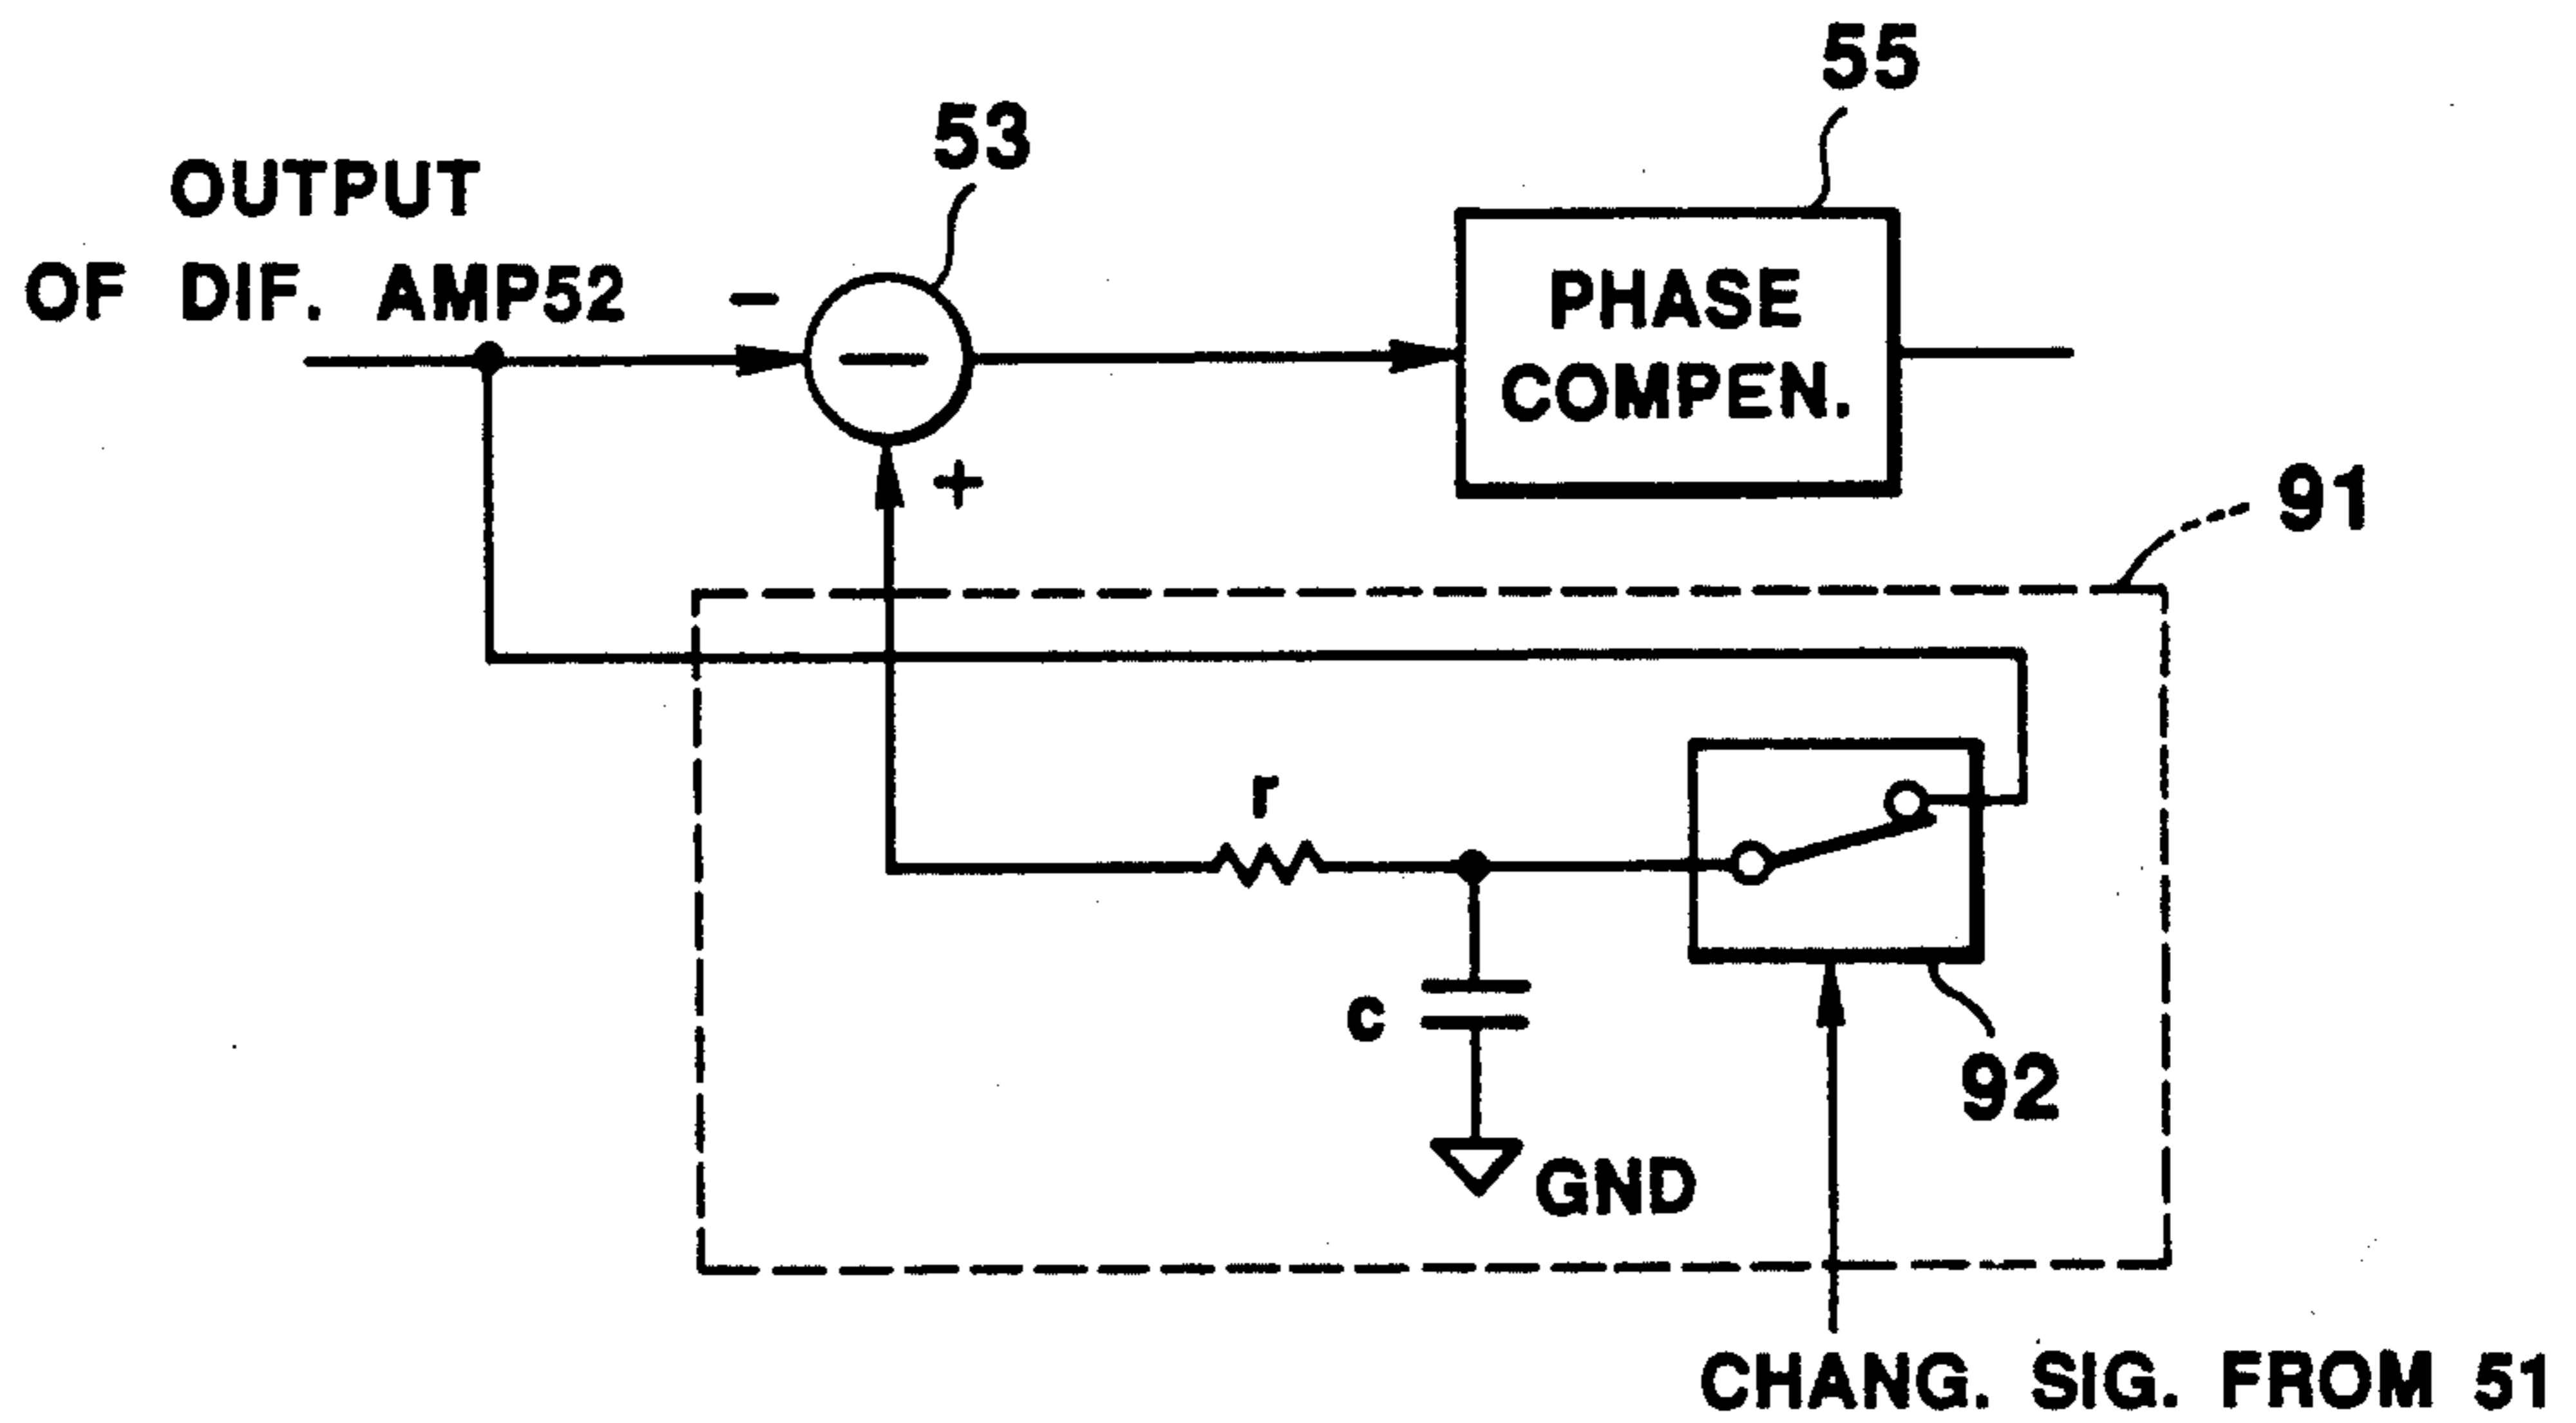 55
53
OUTPUT
OF DIF. AMP52
−
−
PHASE
COMPEN.
+
91
r
c
92
GND
CHANG. SIG. FROM 51